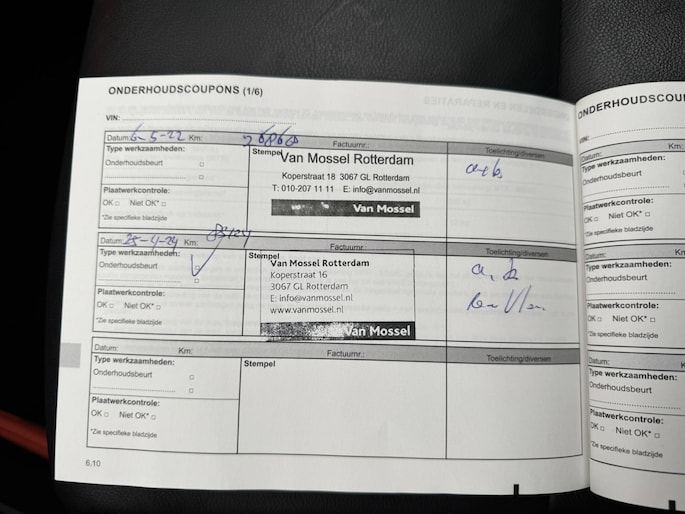 ONDERHOUDSCOUPONS (1/6)
VIN:
Datum: 6-5-22 Km: Factuurnr.: Toelichting/diversen
Type werkzaamheden:
Onderhoudsbeurt
Plaatwerkcontrole:
OK Niet OK*
*Zie specifieke bladzijde
Stempel
Van Mossel Rotterdam
Koperstraat 18 3067 GL Rotterdam
T: 010-207 11 11 E: info@vanmossel.nl
Van Mossel
Datum: 25-4-24 Km: Factuurnr.: Toelichting/diversen
Type werkzaamheden:
Onderhoudsbeurt
Plaatwerkcontrole:
OK Niet OK*
*Zie specifieke bladzijde
Stempel
Van Mossel Rotterdam
Koperstraat 16
3067 GL Rotterdam
E: info@vanmossel.nl
www.vanmossel.nl
Van Mossel
Datum: Km: Factuurnr.: Toelichting/diversen
Type werkzaamheden:
Onderhoudsbeurt
Plaatwerkcontrole:
OK Niet OK*
*Zie specifieke bladzijde
Stempel
6.10
ONDERHOUDSCOU
VIN:
Datum:
Type werkzaamheden:
Onderhoudsbeurt
Plaatwerkcontrole:
OK Niet OK*
*Zie specifieke bladzijde
Datum:
Type werkzaamheden:
Onderhoudsbeurt
Plaatwerkcontrole:
OK Niet OK*
*Zie specifieke bladzijde
Datum:
Type werkzaamheden:
Onderhoudsbeurt
Plaatwerkcontrole:
OK Niet OK*
*Zie specifieke bladzijde